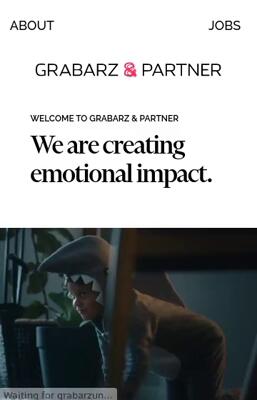 ABOUT JOBS
GRABARZ & PARTNER
WELCOME TO GRABARZ & PARTNER
We are creating
emotional impact.
Waiting for grabarzun...